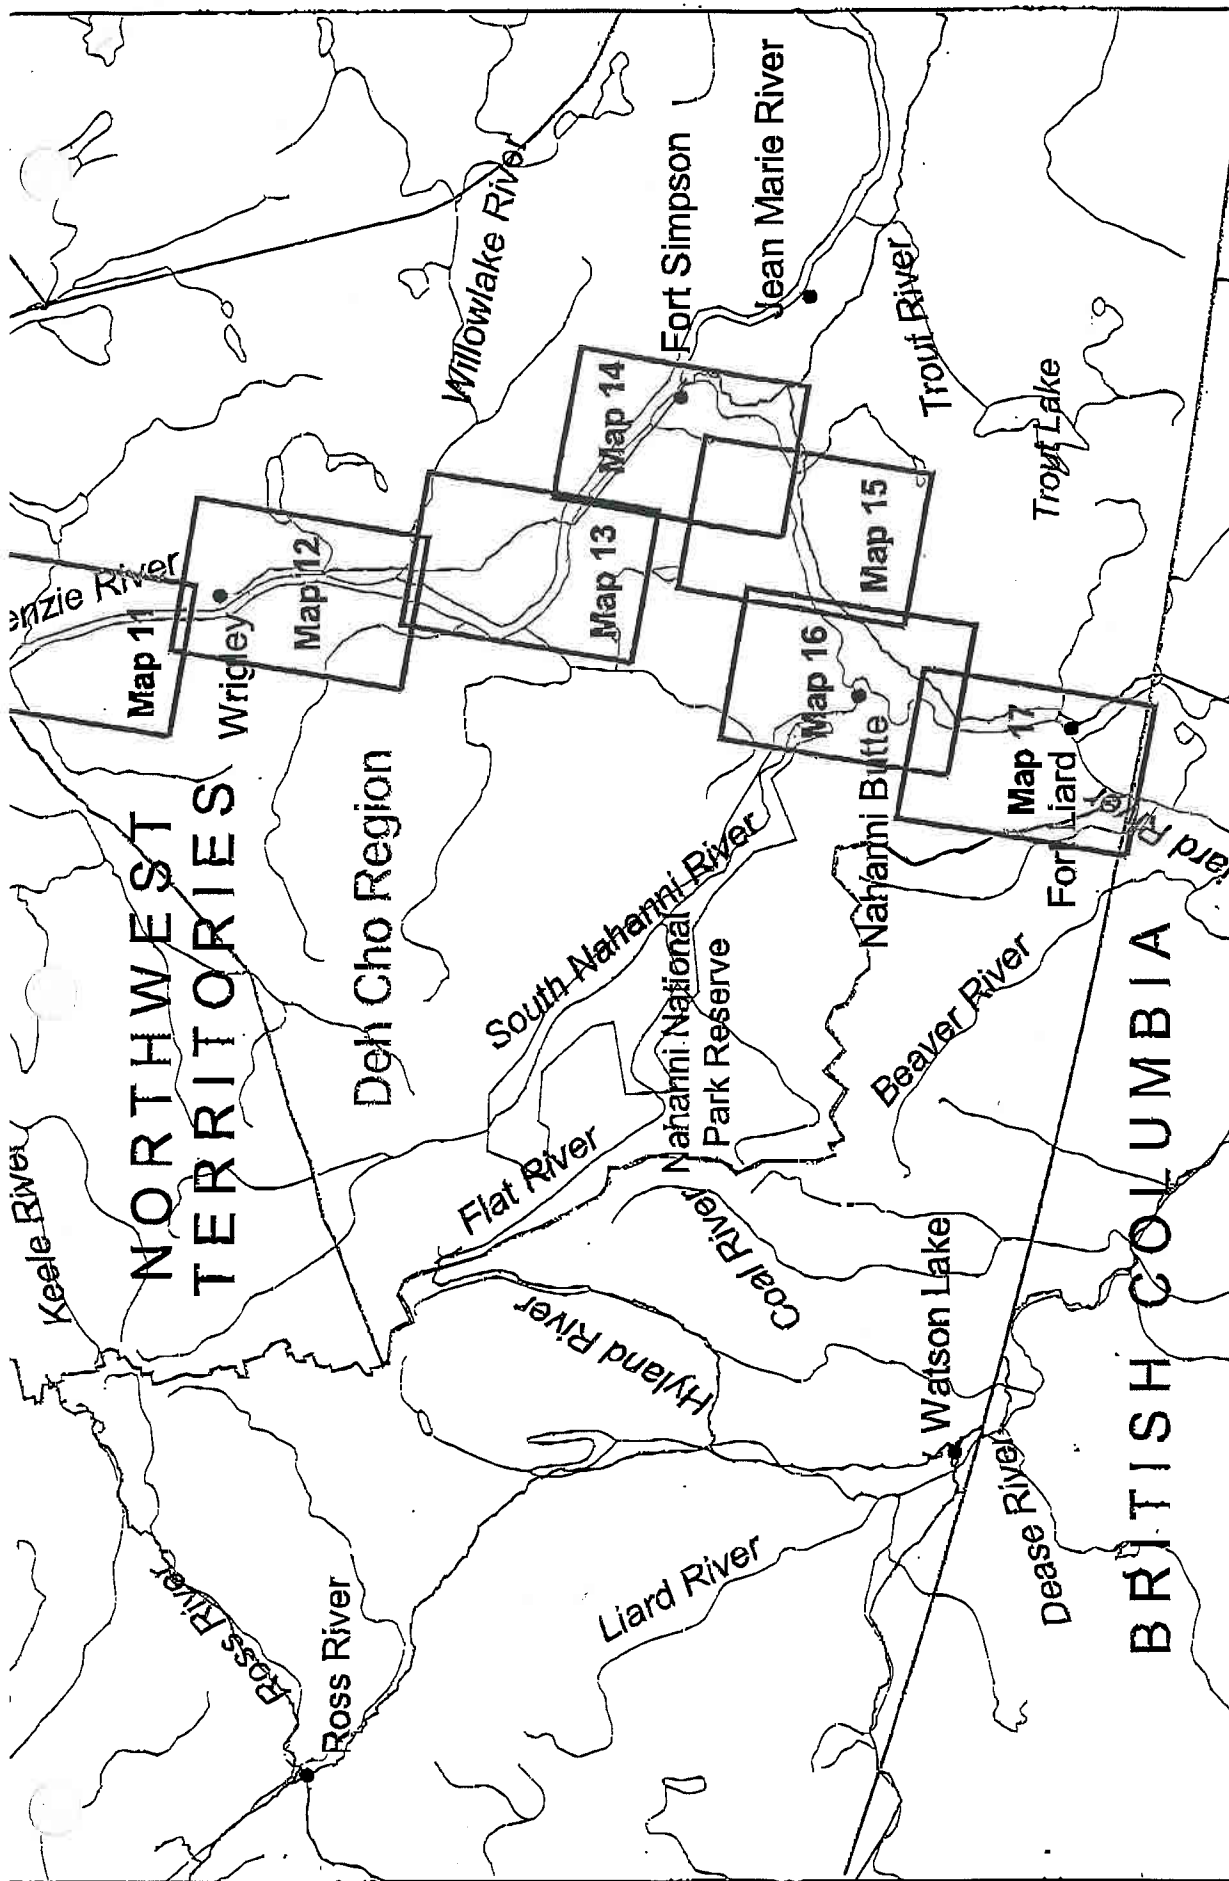 Keele River
NORTHWEST
TERRITORIES
enzie River
Map 11
Wrigley
Map 12
Willowlake River
Deh Cho Region
Map 13
Map 14
Fort Simpson
Jean Marie River
South Nahanni River
Nahanni National
Park Reserve
Flat River
Map 15
Map 16
Nahanni Butte
Trout River
Trout Lake
Map 17
Fort Liard
iard R
Beaver River
Coal River
Hyland River
Watson Lake
Ross River
Ross River
Liard River
Dease River
BRITISH COLUMBIA